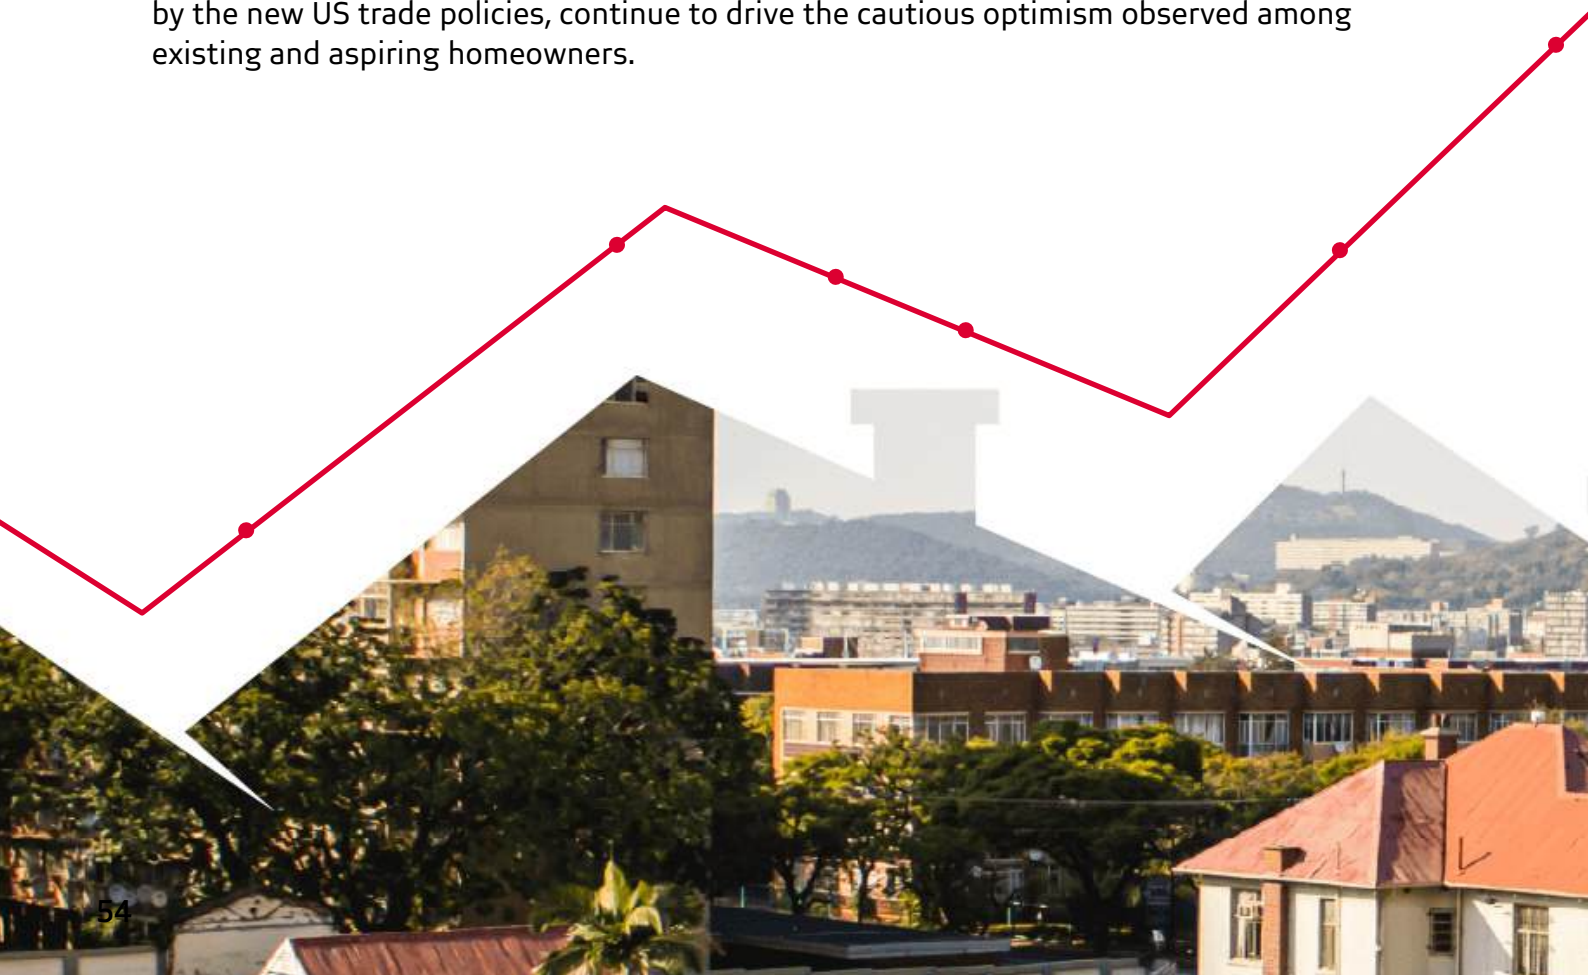 by the new US trade policies, continue to drive the cautious optimism observed among
existing and aspiring homeowners.
54